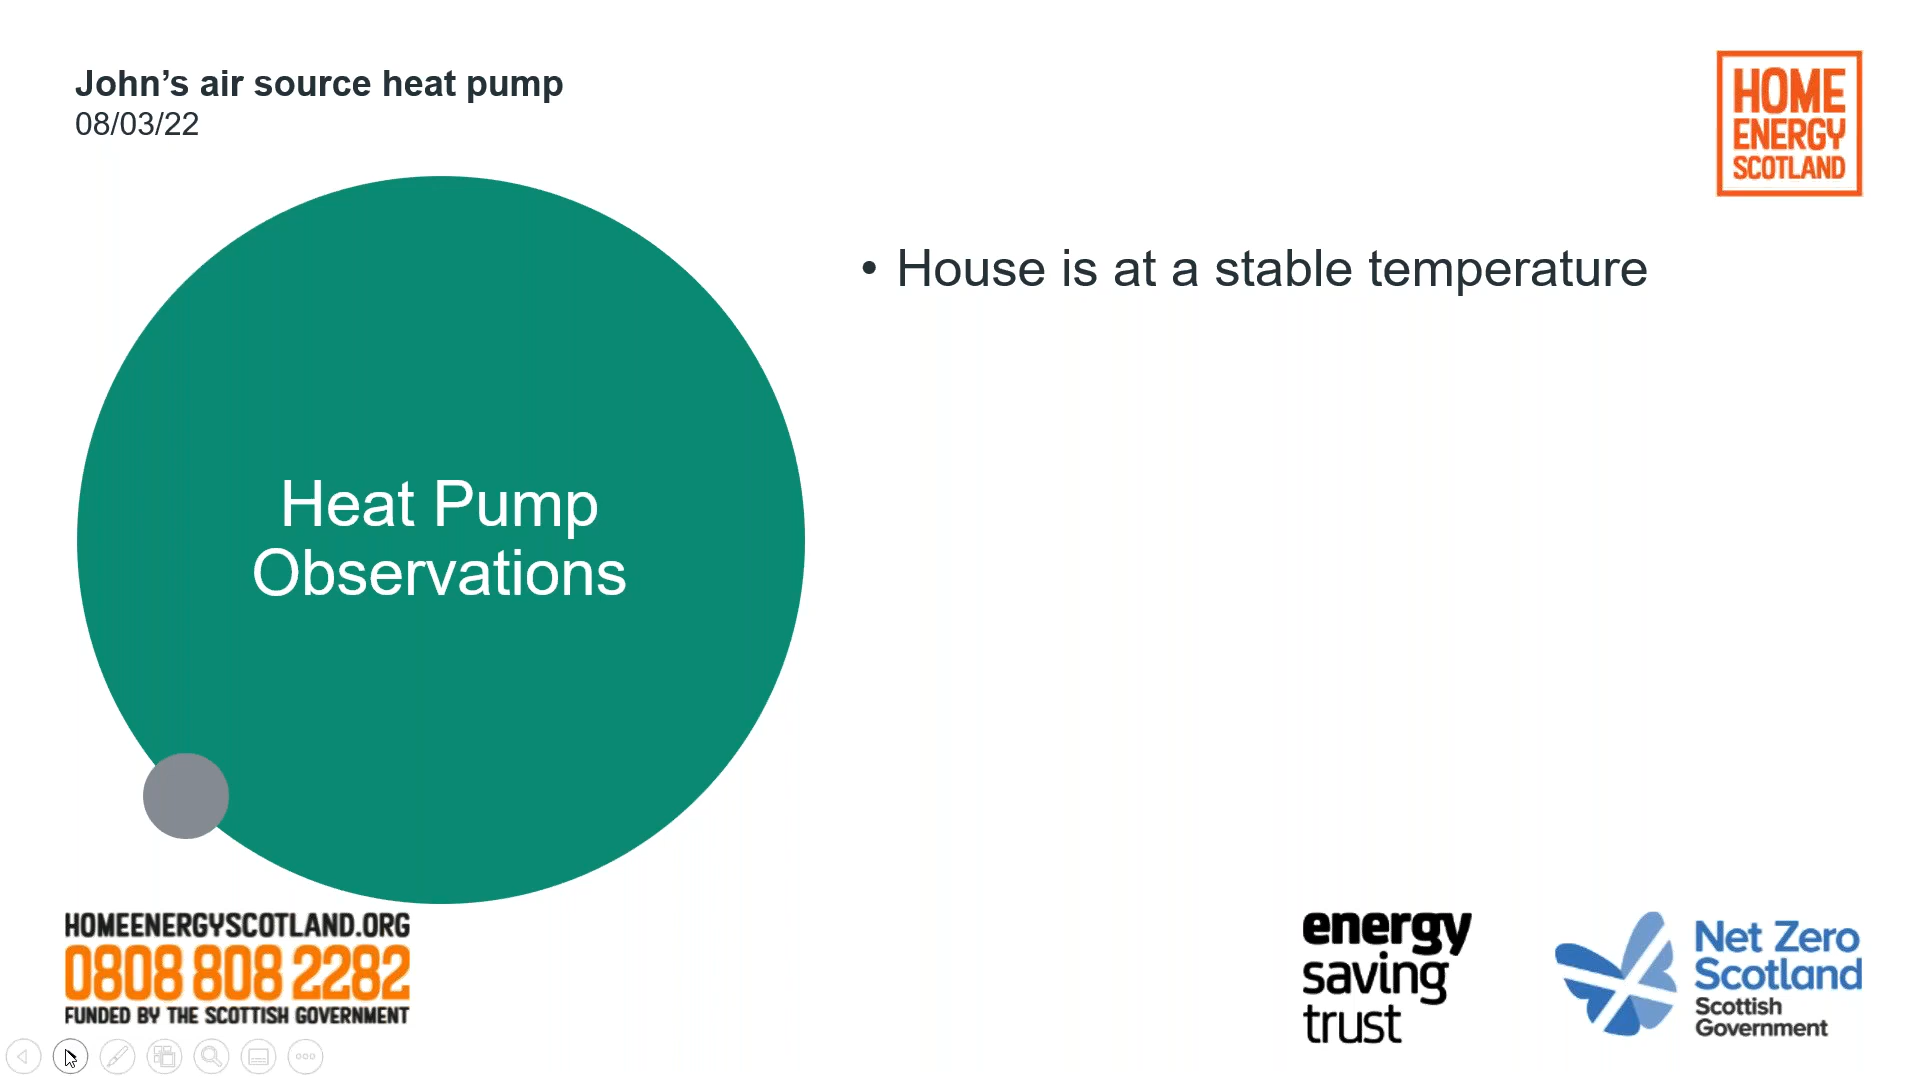 John's air source heat pump
08/03/22
HOME
ENERGY
SCOTLAND
• House is at a stable temperature
Heat Pump
Observations
HOMEENERGYSCOTLAND.ORG
0808 808 2282
FUNDED BY THE SCOTTISH GOVERNMENT
energy
saving
trust
Net Zero
Scotland
Scottish
Government